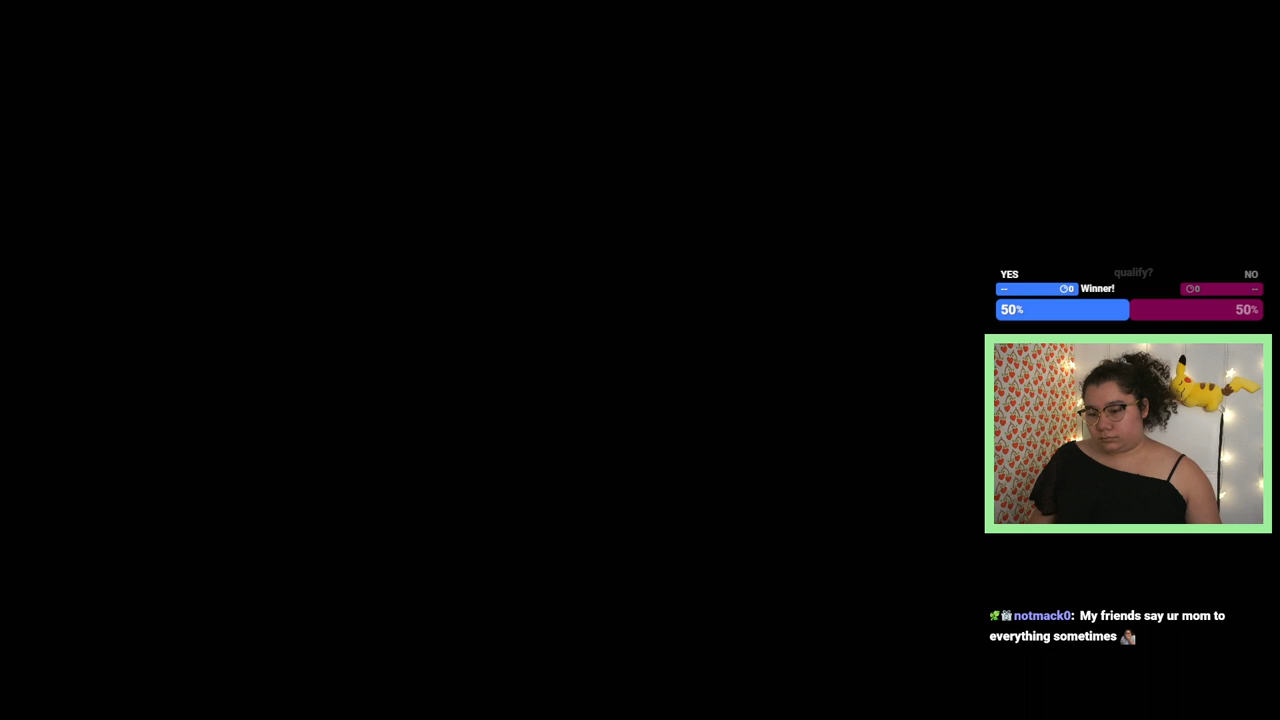 qualify?
YES NO
-- 0 Winner! 0 --
50% 50%
notmack0: My friends say ur mom to
everything sometimes